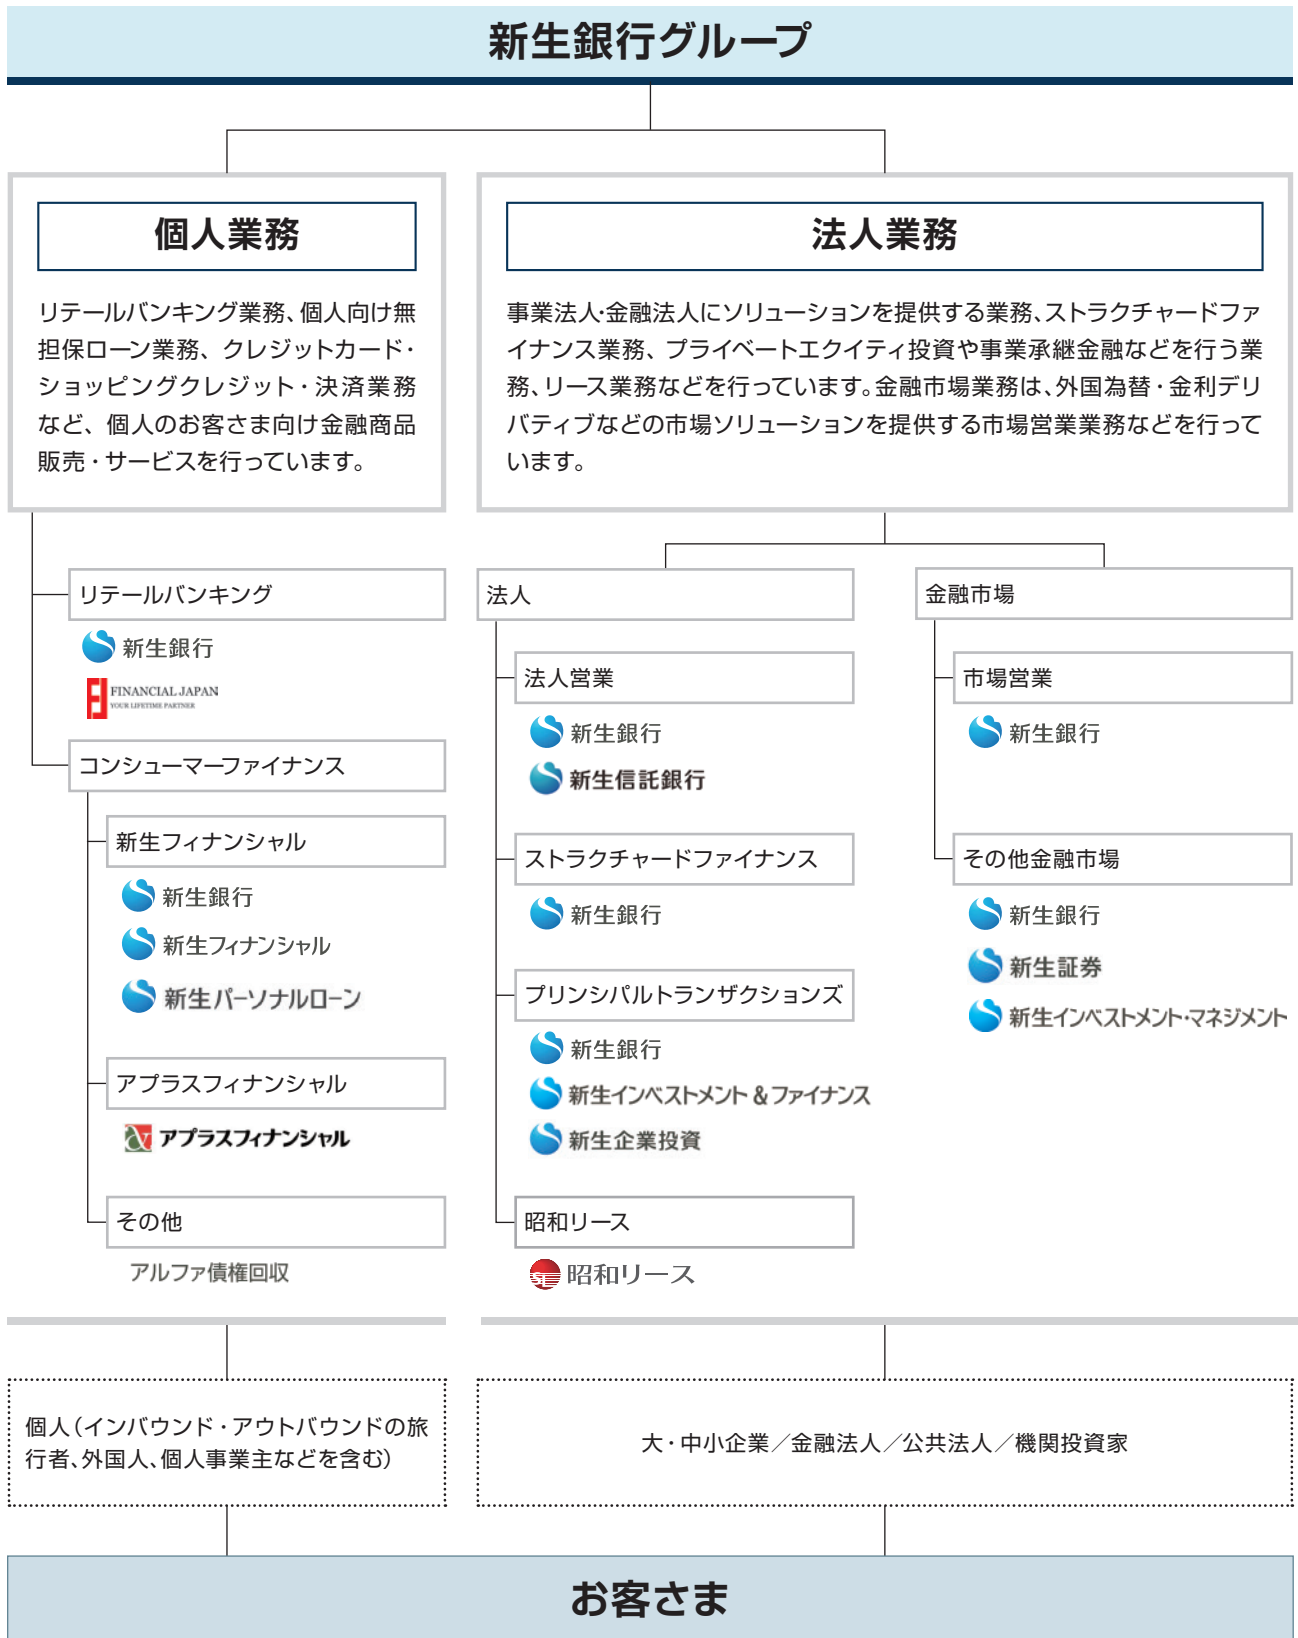 新生銀行グループ
個人業務
リテールバンキング業務、個人向け無
担保ローン業務、クレジットカード・
ショッピングクレジット・決済業務
など、個人のお客さま向け金融商品
販売・サービスを行っています。
法人業務
事業法人・金融法人にソリューションを提供する業務、ストラクチャードファ
イナンス業務、プライベートエクイティ投資や事業承継金融などを行う業
務、リース業務などを行っています。金融市場業務は、外国為替・金利デリ
バティブなどの市場ソリューションを提供する市場営業業務などを行って
います。
リテールバンキング
新生銀行
FINANCIAL JAPAN
YOUR LIFETIME PARTNER
コンシューマーファイナンス
新生フィナンシャル
新生銀行
新生フィナンシャル
新生パーソナルローン
アプラスフィナンシャル
アプラスフィナンシャル
その他
アルファ債権回収
法人
法人営業
新生銀行
新生信託銀行
ストラクチャードファイナンス
新生銀行
プリンシパルトランザクションズ
新生銀行
新生インベストメント&ファイナンス
新生企業投資
昭和リース
SL 昭和リース
金融市場
市場営業
新生銀行
その他金融市場
新生銀行
新生証券
新生インベストメント・マネジメント
個人(インバウンド・アウトバウンドの旅
行者、外国人、個人事業主などを含む)
大・中小企業/金融法人/公共法人/機関投資家
お客さま